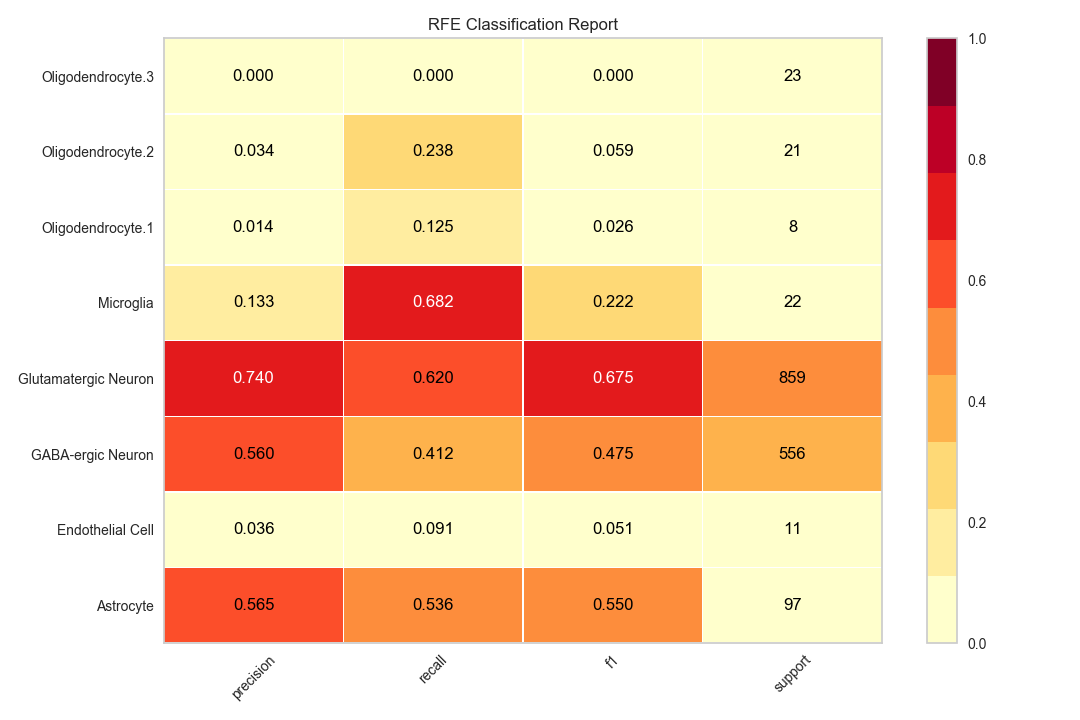 RFE Classification Report
Oligodendrocyte.3 0.000 0.000 0.000 23
Oligodendrocyte.2 0.034 0.238 0.059 21
Oligodendrocyte.1 0.014 0.125 0.026 8
Microglia 0.133 0.682 0.222 22
Glutamatergic Neuron 0.740 0.620 0.675 859
GABA-ergic Neuron 0.560 0.412 0.475 556
Endothelial Cell 0.036 0.091 0.051 11
Astrocyte 0.565 0.536 0.550 97
precision recall f1 support
1.0
0.8
0.6
0.4
0.2
0.0